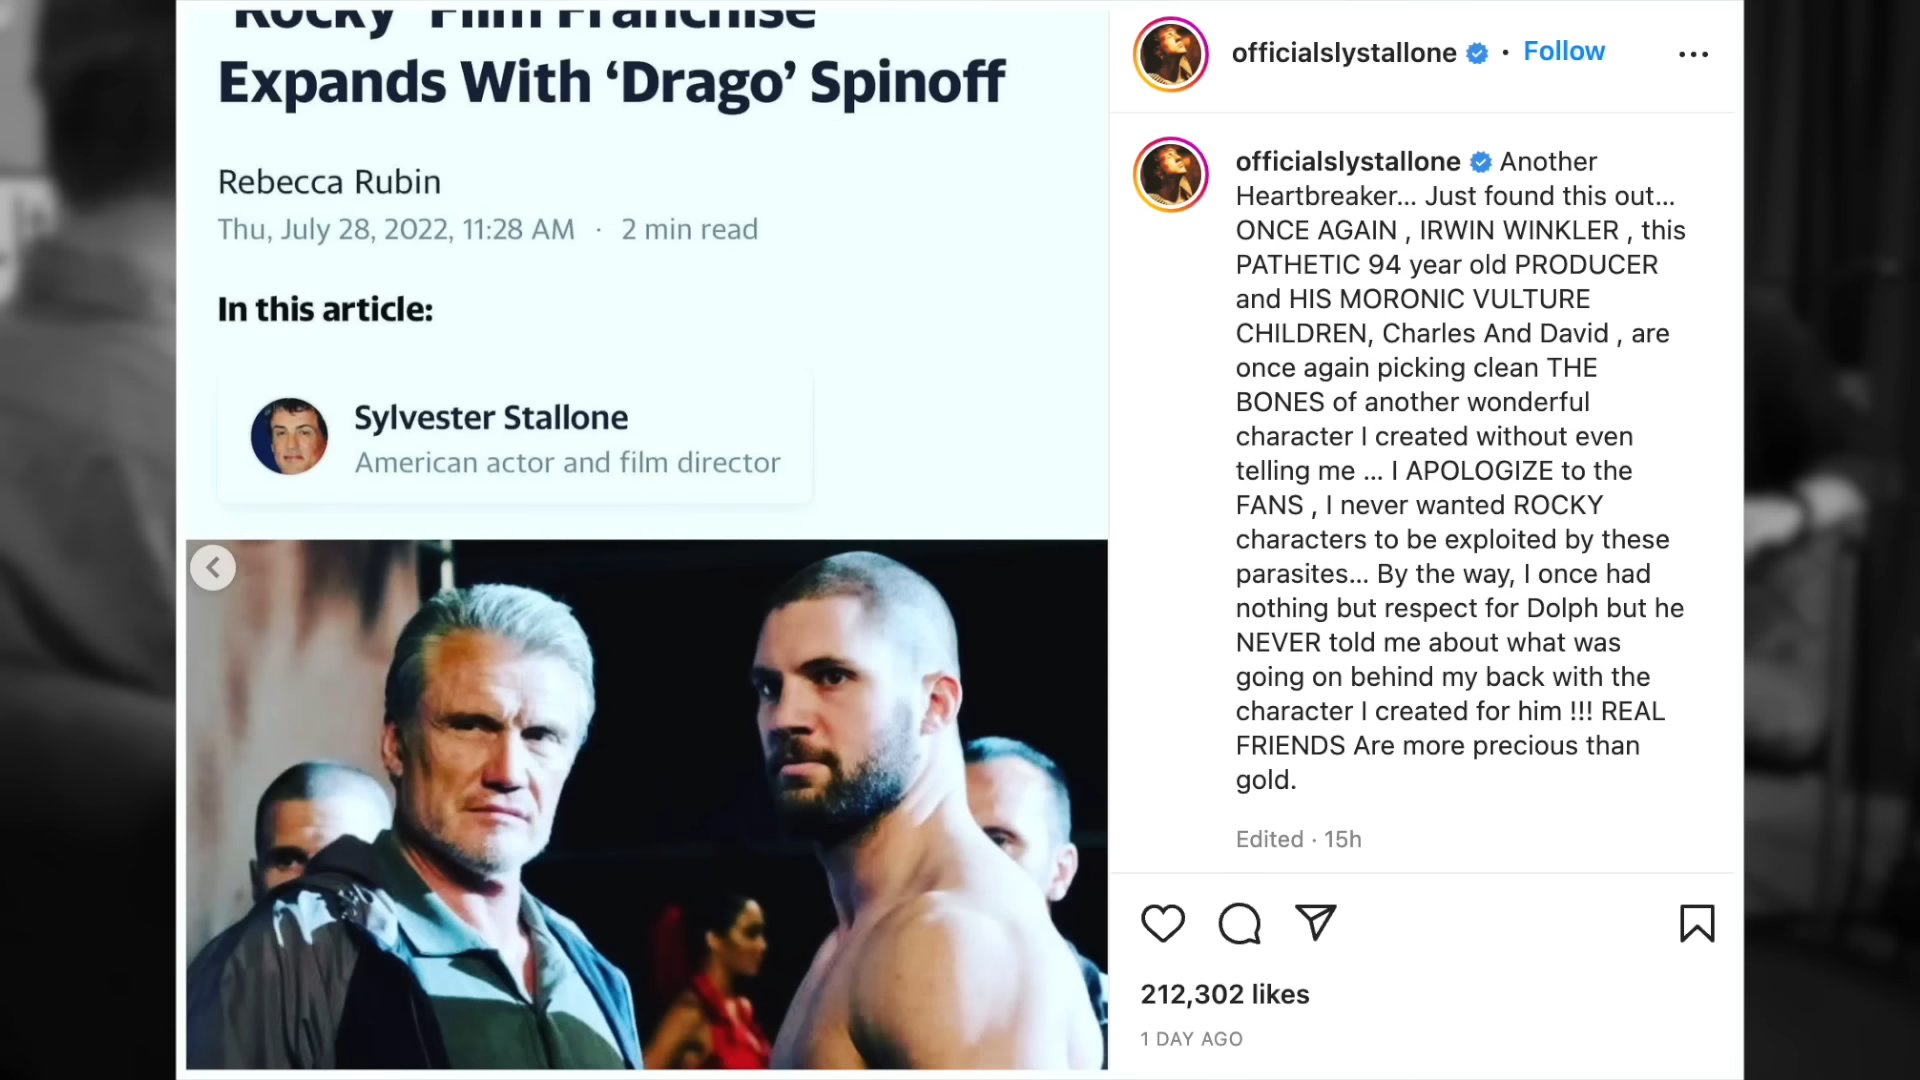 'Rocky' Film Franchise
Expands With ‘Drago’ Spinoff
Rebecca Rubin
Thu, July 28, 2022, 11:28 AM · 2 min read
In this article:
Sylvester Stallone
American actor and film director
officialslystallone • Follow
officialslystallone Another
Heartbreaker... Just found this out...
ONCE AGAIN , IRWIN WINKLER , this
PATHETIC 94 year old PRODUCER
and HIS MORONIC VULTURE
CHILDREN, Charles And David , are
once again picking clean THE
BONES of another wonderful
character I created without even
telling me ... I APOLOGIZE to the
FANS , I never wanted ROCKY
characters to be exploited by these
parasites... By the way, I once had
nothing but respect for Dolph but he
NEVER told me about what was
going on behind my back with the
character I created for him !!! REAL
FRIENDS Are more precious than
gold.
Edited · 15h
212,302 likes
1 DAY AGO